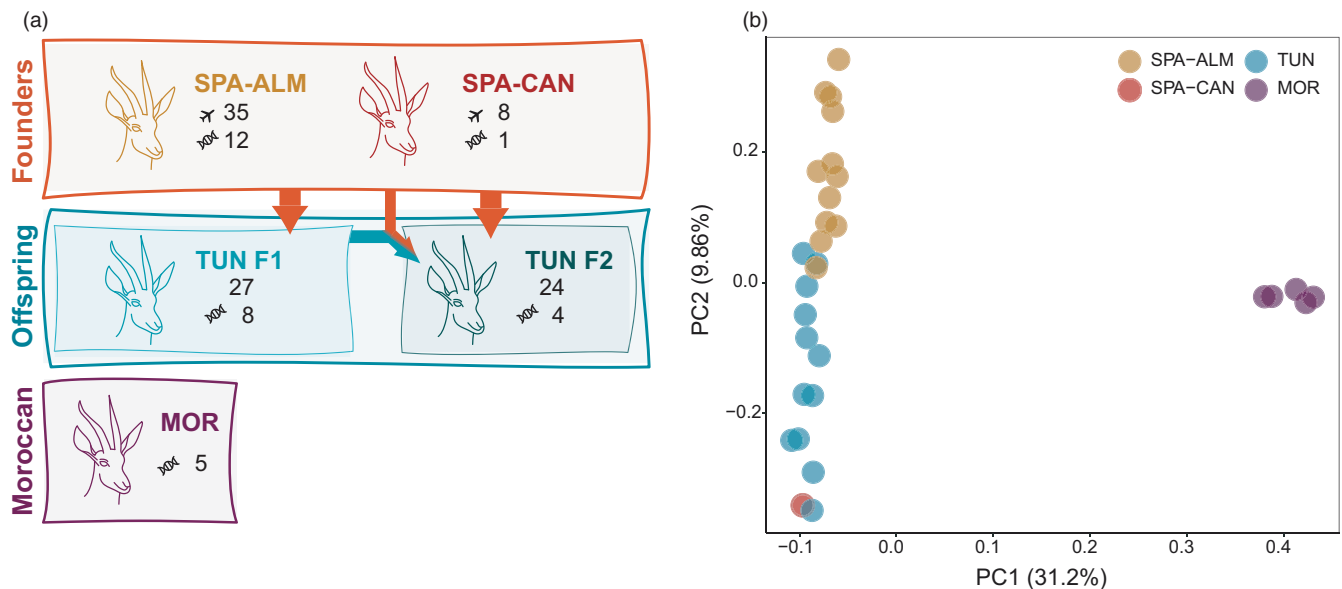 (a)
Founders
SPA-ALM
35
12
SPA-CAN
8
1
Offspring
TUN F1
27
8
TUN F2
24
4
Moroccan
MOR
5
(b)
SPA−ALM
SPA−CAN
TUN
MOR
PC2 (9.86%)
0.2
0.0
−0.2
−0.1
0.0
0.1
0.2
0.3
0.4
PC1 (31.2%)